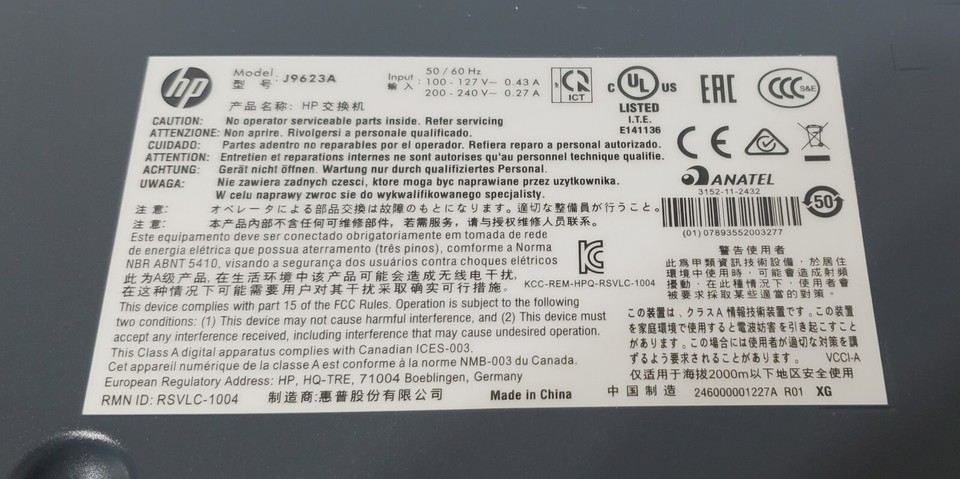 hp
Model
型 号: J9623A
Input
输 入
50 / 60 Hz
: 100 - 127V ~ 0.43 A
200 - 240V ~ 0.27 A
产品名称: HP 交换机
ICT
c UL US
LISTED
I.T.E.
E141136
EAC
CCC S&E
CAUTION: No operator serviceable parts inside. Refer servicing
ATTENZIONE: Non aprire. Rivolgersi a personale qualificado.
CUIDADO: Partes adentro no reparables por el operador. Refiera reparo a personal autorizado.
ATTENTION: Entretien et reparations internes ne sont autorises qu'au personnel technique qualifie.
ACHTUNG: Gerät nicht öffnen. Wartung nur durch qualifiziertes Personal.
UWAGA: Nie zawiera zadnych czesci, ktore moga byc naprawiane przez uzytkownika.
W celu naprawy zwroc sie do wykwalifikowanego specjalisty.
注 意: オペレータによる部品交換は故障のもとになります。適切な整備員が行うこと。
注 意: 本产品内部不含任何可维修部件，若需服务，请与授权维修人员联系。
CE
ANATEL
3152-11-2432
(01) 07893552003277
50
Este equipamento deve ser conectado obrigatoriamente em tomada de rede
de energia elétrica que possua aterramento (três pinos), comforme a Norma
NBR ABNT 5410, visando a segurança dos usuários contra choques elétricos
此为A级产品, 在生活环境中该产品可能会造成无线电干扰,
在这种情况下可能需要用户对其干扰采取确实可行措施.
KCC-REM-HPQ-RSVLC-1004
This device complies with part 15 of the FCC Rules. Operation is subject to the following
two conditions: (1) This device may not cause harmful interference, and (2) This device must
accept any interference received, including interference that may cause undesired operation.
This Class A digital apparatus complies with Canadian ICES-003.
Cet appareil numérique de la classe A est conforme à la norme NMB-003 du Canada.
European Regulatory Address: HP, HQ-TRE, 71004 Boeblingen, Germany
RMN ID: RSVLC-1004 制造商:惠普股份有限公司 Made in China
警告使用者
此為甲類資訊技術設備，於居住
環境中使用時，可能會造成射頻
擾動，在此種情況下，使用者會
被要求採取某些適當的對策。
この装置は、クラスA 情報技術装置です。この装置
を家庭環境で使用すると電波妨害を引き起こすこと
があります。この場合には使用者が適切な対策を講
ずるよう要求されることがあります。 VCCI-A
仅适用于海拔2000m以下地区安全使用
中 国 制 造 246000001227A R01 XG